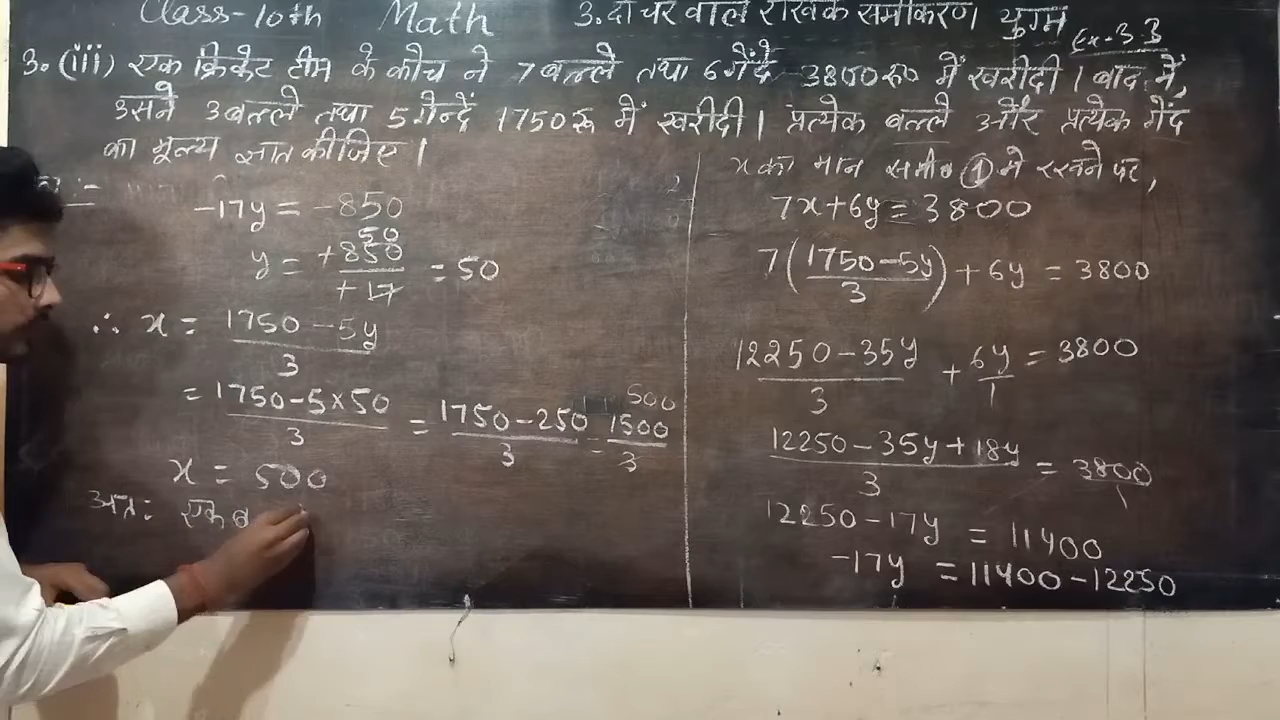 Class-10th Math 3. दो चर वाले रैखिक समीकरण युग्म
Ex-3.3
3. (iii) एक क्रिकेट टीम के कोच ने 7 बल्ले तथा 6 गेंदें 3800 रू० में खरीदी । बाद में,
उसने 3 बल्ले तथा 5 गेन्दें 1750 रू में खरीदी । प्रत्येक बल्ले और प्रत्येक गेंद
का मूल्य ज्ञात कीजिए ।
-17y = -850
y = +850/+17 = 50
50
∴ x = 1750 - 5y/3
= 1750 - 5×50/3 = 1750 - 250/3 = 1500/3
500
x = 500
अतः एक ब
x का मान समी० ① मे रखने पर,
7x + 6y = 3800
7(1750 - 5y/3) + 6y = 3800
12250 - 35y/3 + 6y/1 = 3800
12250 - 35y + 18y/3 = 3800/1
12250 - 17y = 11400
-17y = 11400 - 12250